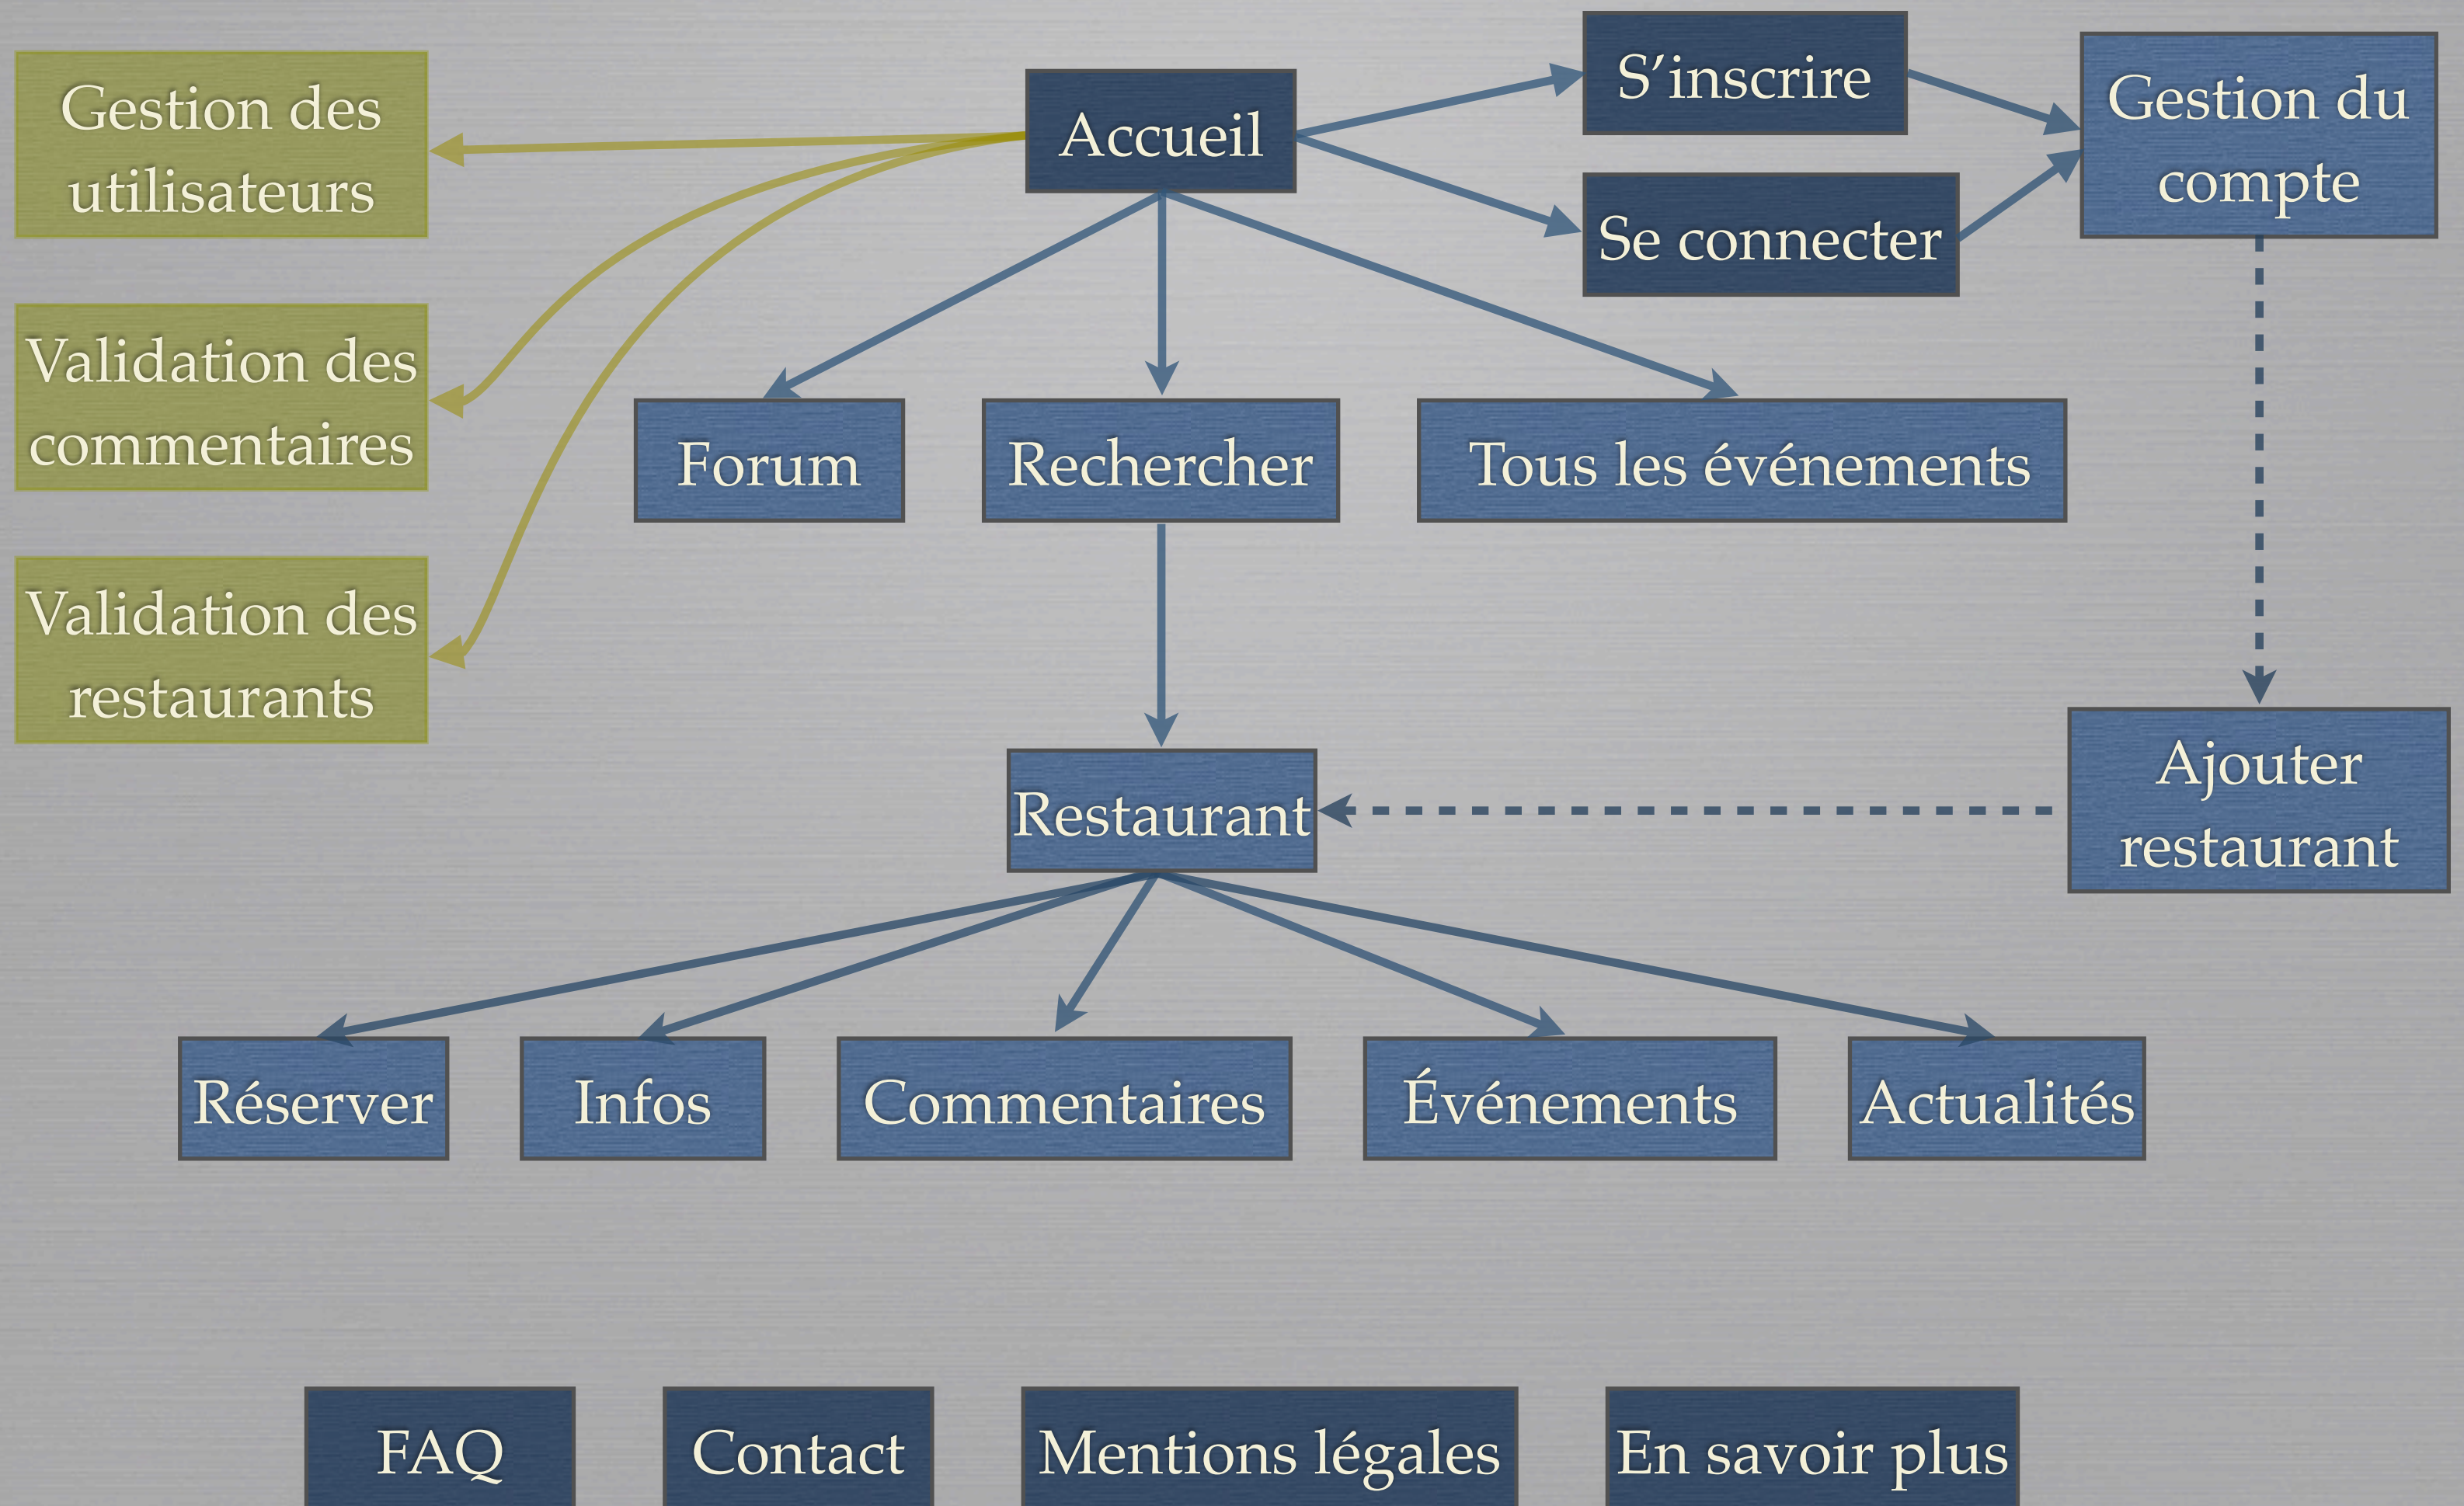 Gestion des
utilisateurs
Accueil
S’inscrire
Gestion du
compte
Se connecter
Validation des
commentaires
Forum
Rechercher
Tous les événements
Validation des
restaurants
Restaurant
Ajouter
restaurant
Réserver
Infos
Commentaires
Événements
Actualités
FAQ
Contact
Mentions légales
En savoir plus